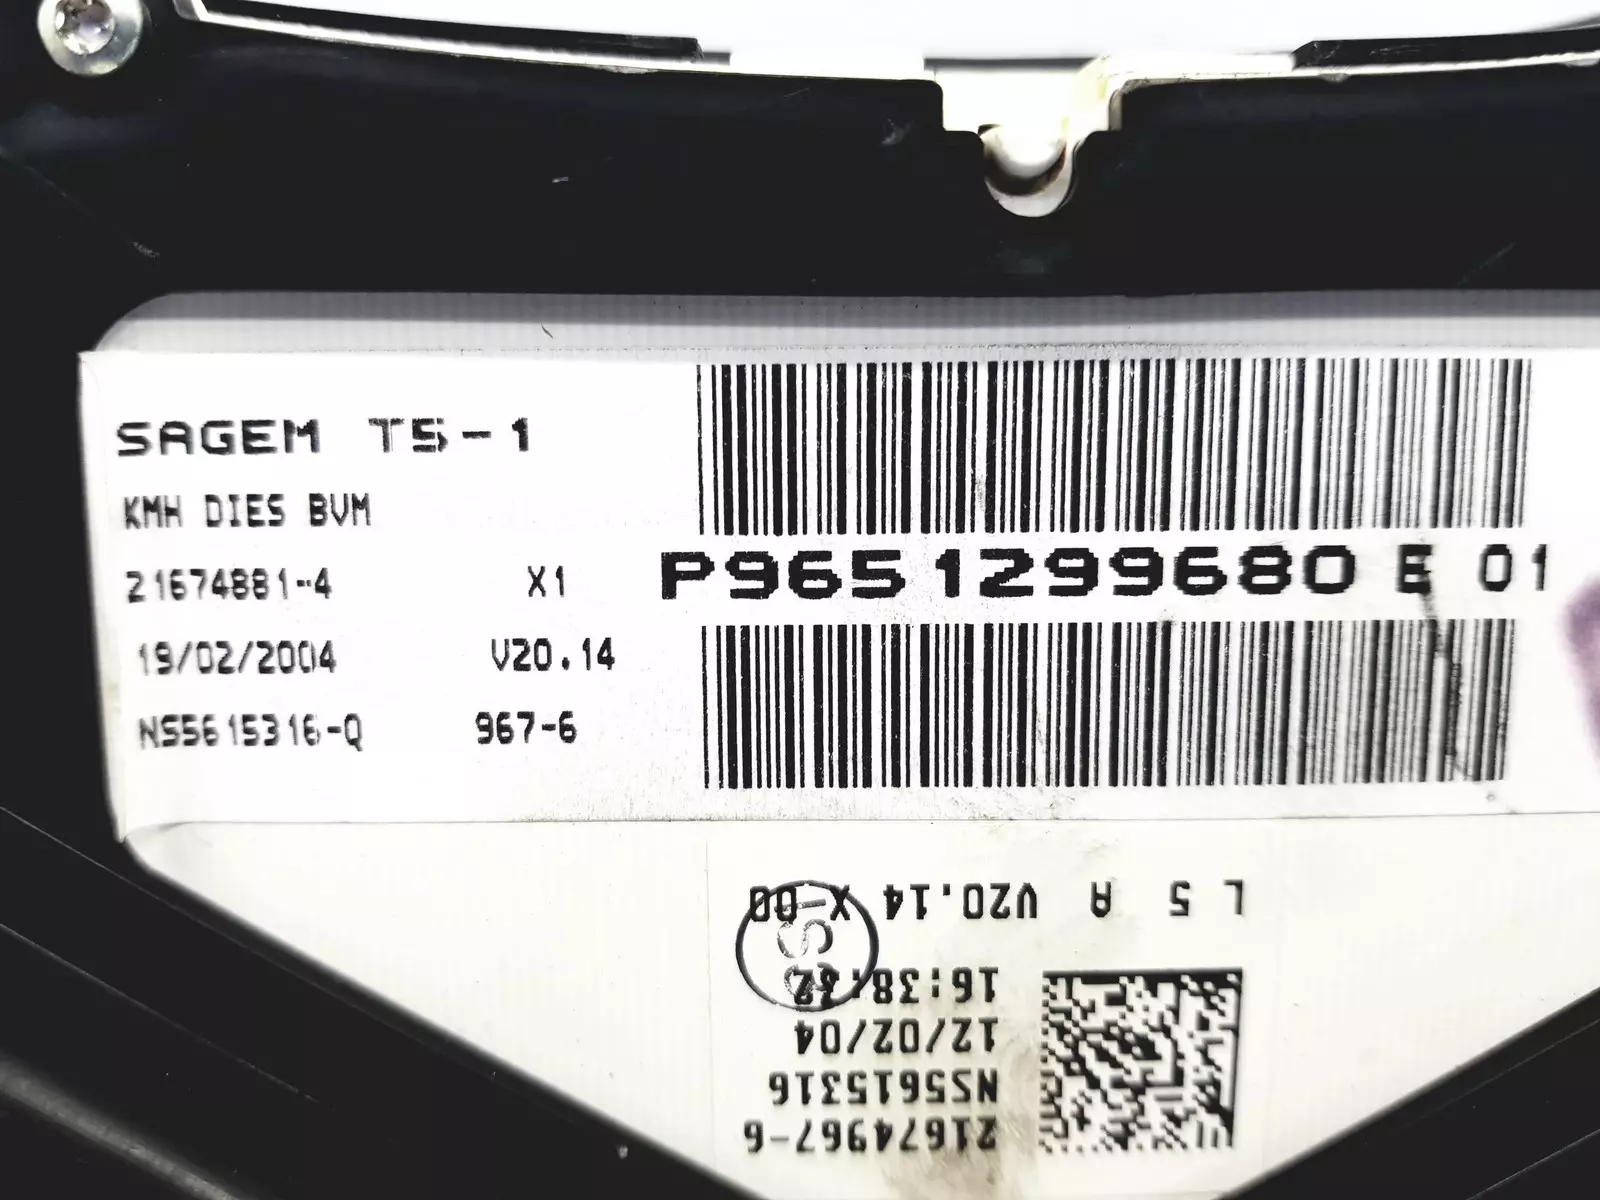 SAGEM TS-1
KMH DIES BVM
21674881-4 X1
19/02/2004 V20.14
NS5615316-Q 967-6
P9651299680 E 01
21674967-6
NS5615316
12/02/04
16:38:32
L 5 A V20.14 X 00